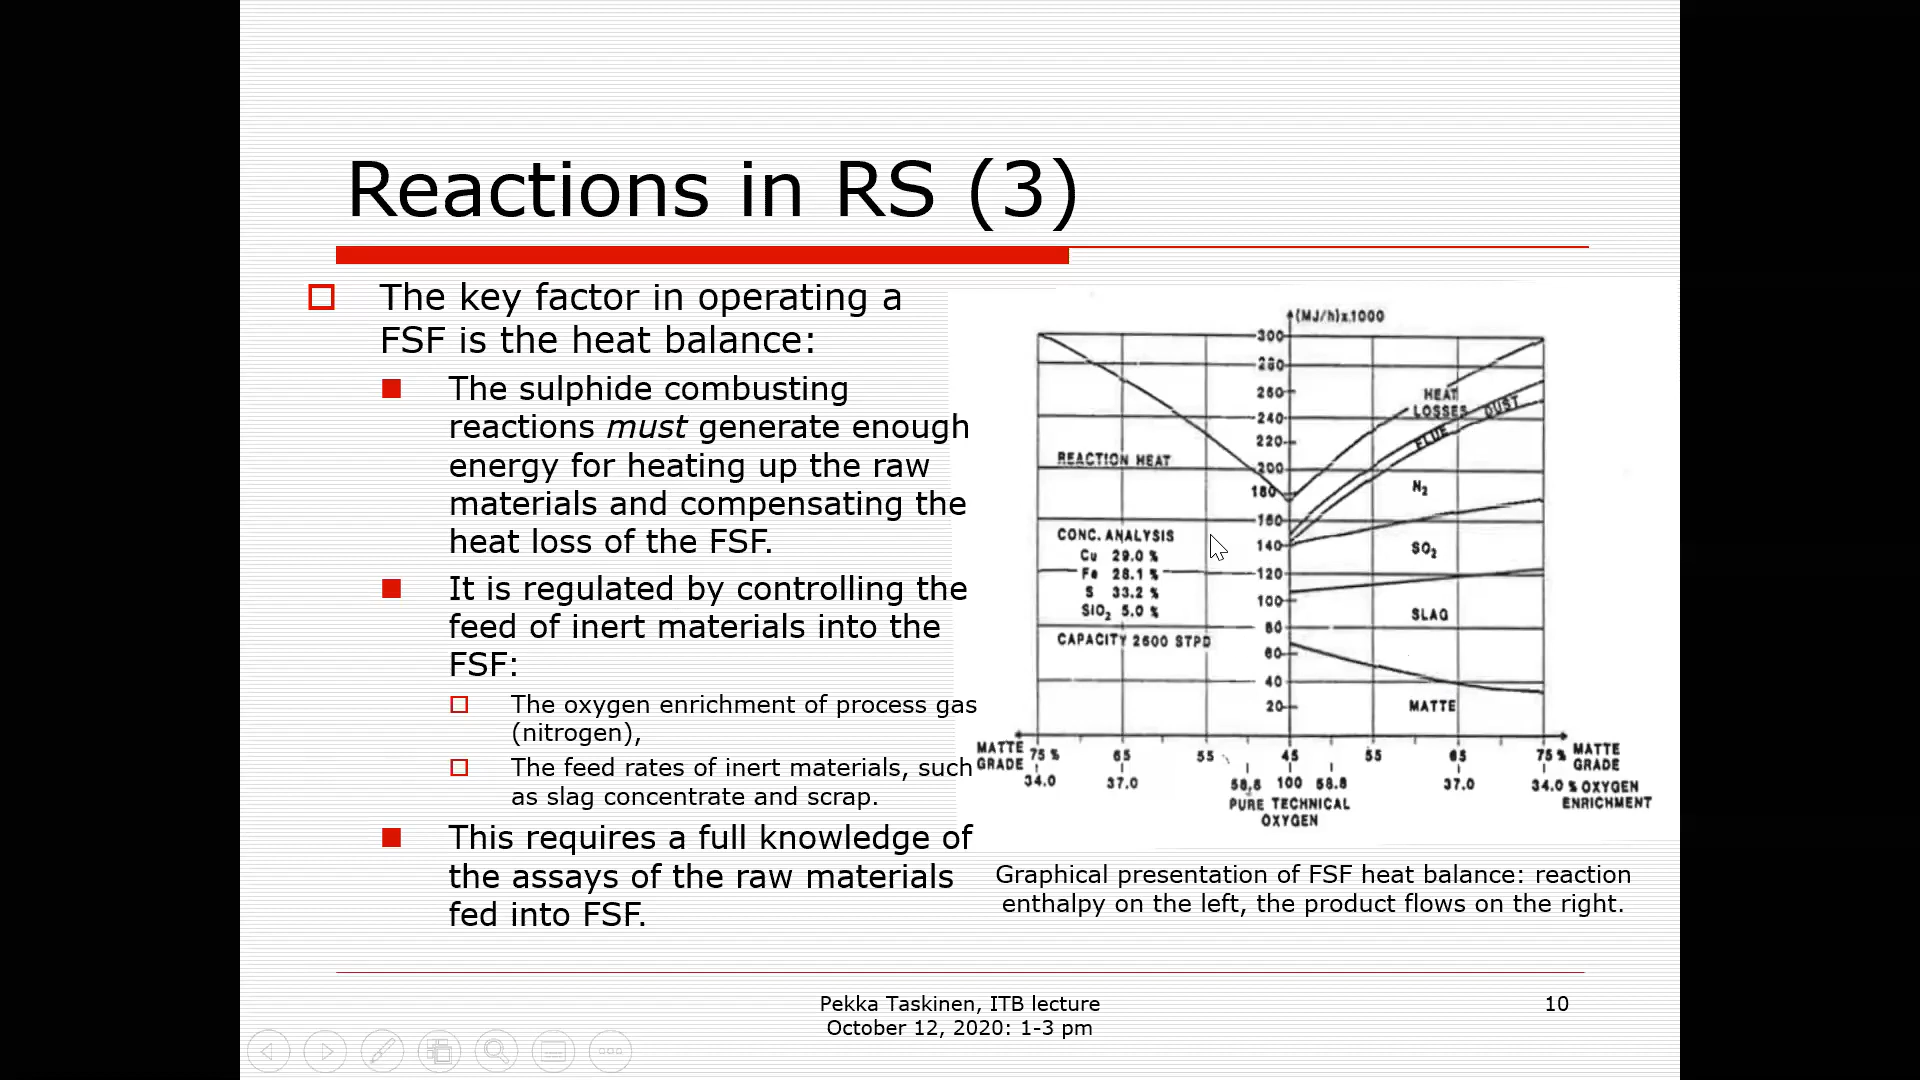 Reactions in RS (3)
The key factor in operating a
FSF is the heat balance:
The sulphide combusting
reactions must generate enough
energy for heating up the raw
materials and compensating the
heat loss of the FSF.
It is regulated by controlling the
feed of inert materials into the
FSF:
The oxygen enrichment of process gas
(nitrogen),
The feed rates of inert materials, such
as slag concentrate and scrap.
This requires a full knowledge of
the assays of the raw materials
fed into FSF.
(MJ/h)x1000
300
280
260
240
220
200
180
160
140
120
100
80
60
40
20
REACTION HEAT
CONC. ANALYSIS
Cu 29.0 %
Fe 28.1 %
S 33.2 %
SiO₂ 5.0 %
CAPACITY 2600 STPD
HEAT
LOSSES
DUST
FLUE
N₂
SO₂
SLAG
MATTE
MATTE
GRADE
75 % 65 55 45 55 65 75 %
MATTE
GRADE
34.0 37.0 58,8 100 58.8 37.0 34.0 % OXYGEN
ENRICHMENT
PURE TECHNICAL
OXYGEN
Graphical presentation of FSF heat balance: reaction
enthalpy on the left, the product flows on the right.
Pekka Taskinen, ITB lecture
October 12, 2020: 1-3 pm
10